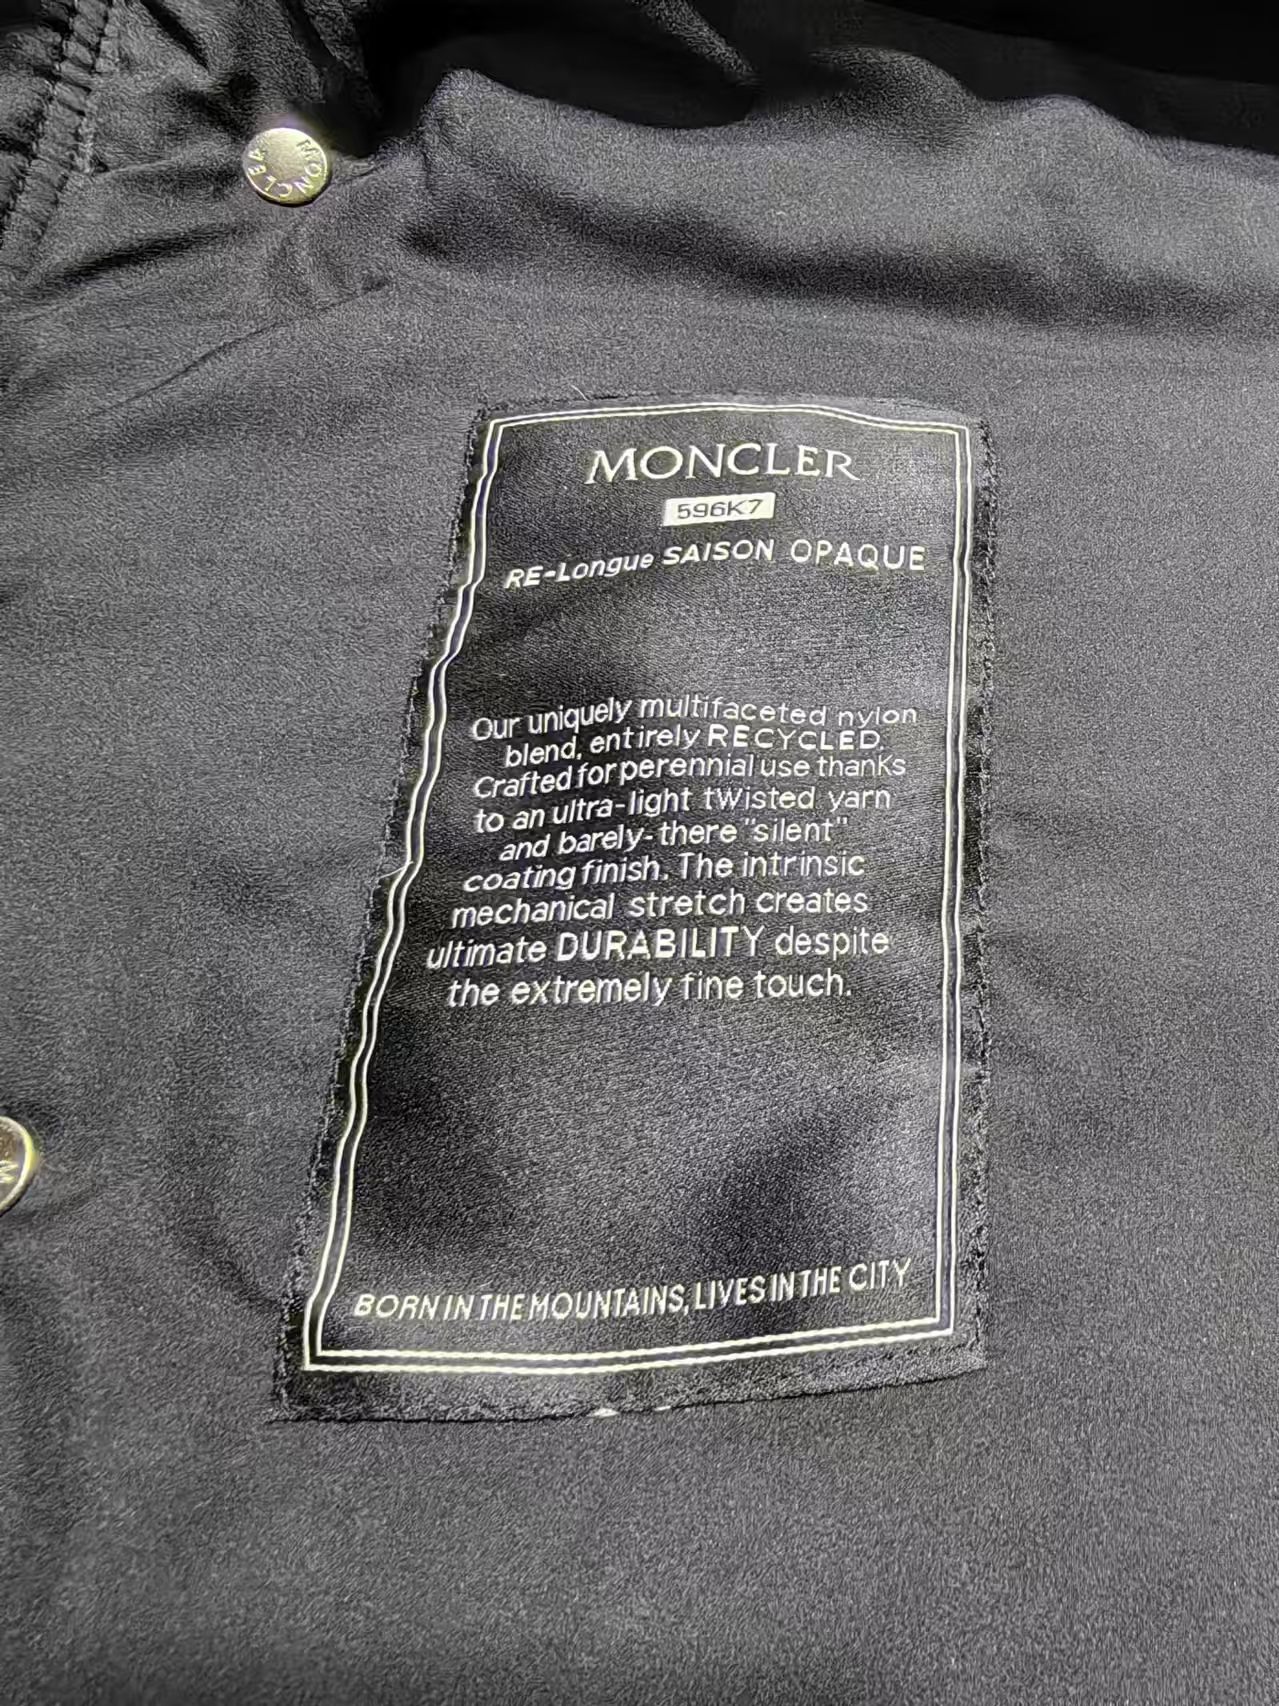 MONCLER
MONCLER
596K7
RE-Longue SAISON OPAQUE
Our uniquely multifaceted nylon
blend, entirely RECYCLED.
Crafted for perennial use thanks
to an ultra-light twisted yarn
and barely-there "silent"
coating finish. The intrinsic
mechanical stretch creates
ultimate DURABILITY despite
the extremely fine touch.
M
BORN IN THE MOUNTAINS, LIVES IN THE CITY